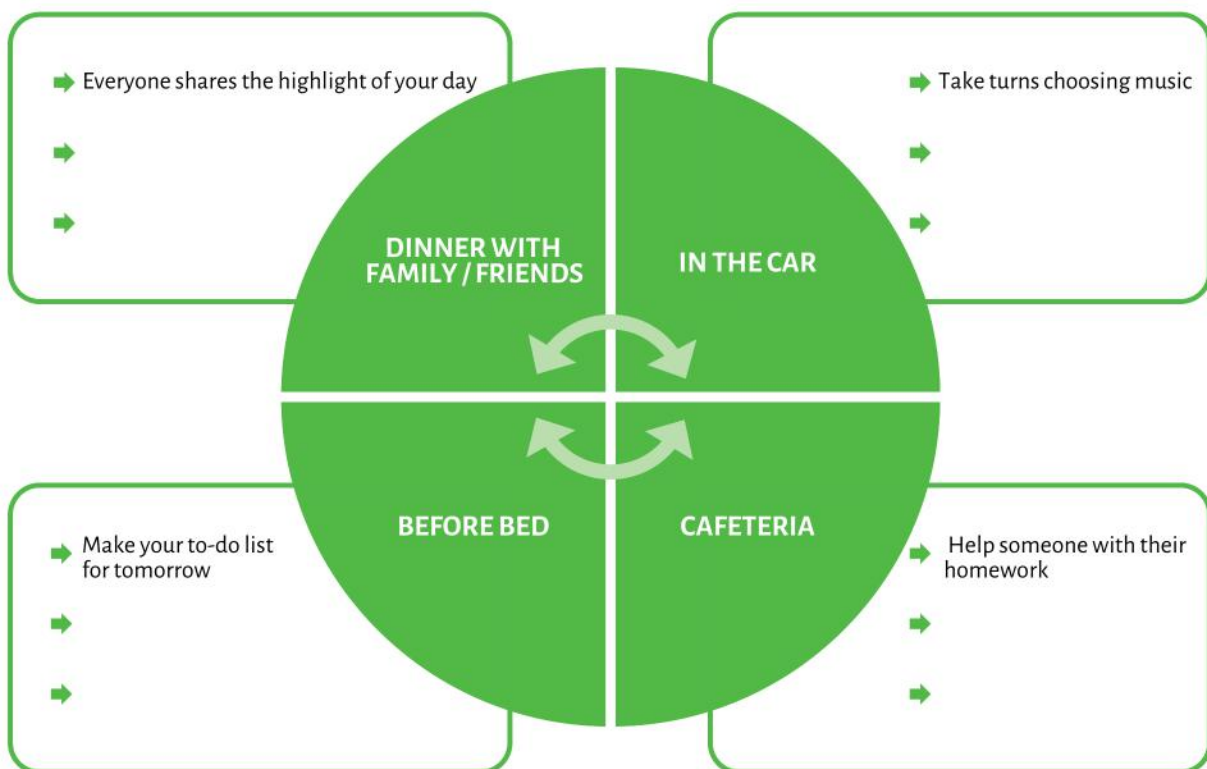 Everyone shares the highlight of your day
Take turns choosing music
DINNER WITH
FAMILY / FRIENDS
IN THE CAR
BEFORE BED
CAFETERIA
Make your to-do list
for tomorrow
Help someone with their
homework